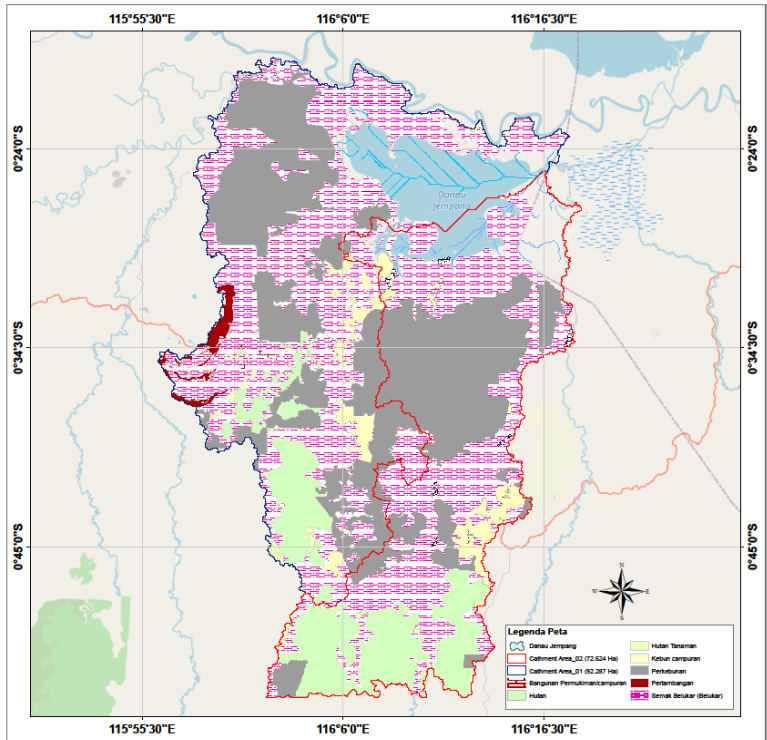 115°55'30"E 116°6'0"E 116°16'30"E
0°24'0"S 0°24'0"S
Danau
Jempang
0°34'30"S 0°34'30"S
0°45'0"S 0°45'0"S
N
W E
S
Legenda Peta
Danau Jempang
Cathment Area_02 (72.624 Ha)
Cathment Area_01 (92.287 Ha)
Bangunan Permukiman/campuran
Hutan
Hutan Tanaman
Kebun campuran
Perkebunan
Pertambangan
Semak Belukar (Belukar)
115°55'30"E 116°6'0"E 116°16'30"E